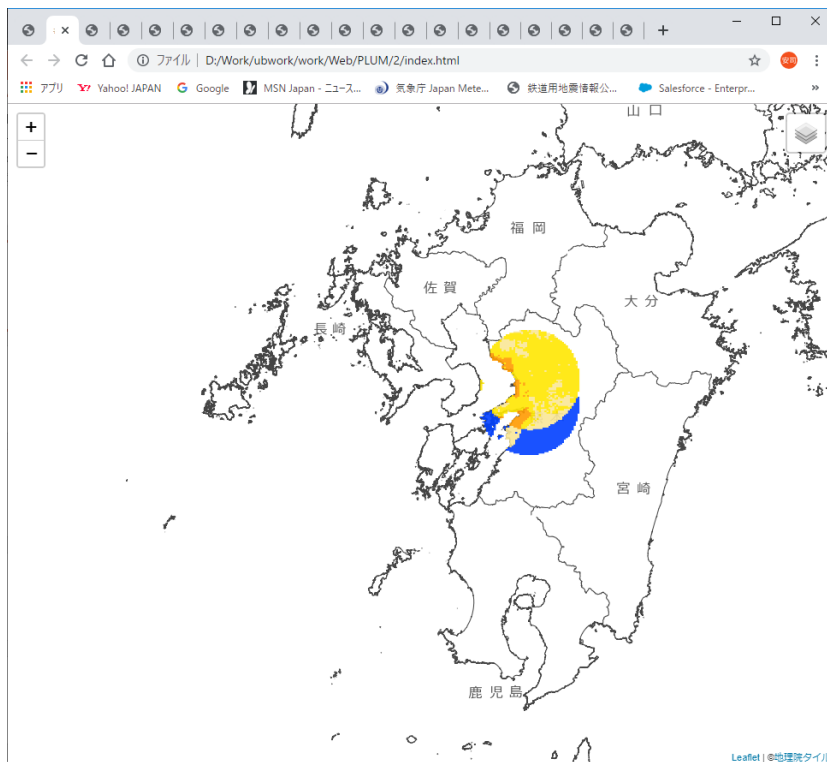 ファイル | D:/Work/ubwork/work/Web/PLUM/2/index.html
安司
アプリ Yahoo! JAPAN Google MSN Japan - ニュース... 気象庁 Japan Mete... 鉄道用地震情報公... Salesforce - Enterpr... »
+
−
山口
福岡
佐賀
大分
長崎
宮崎
鹿児島
Leaflet | ©地理院タイル